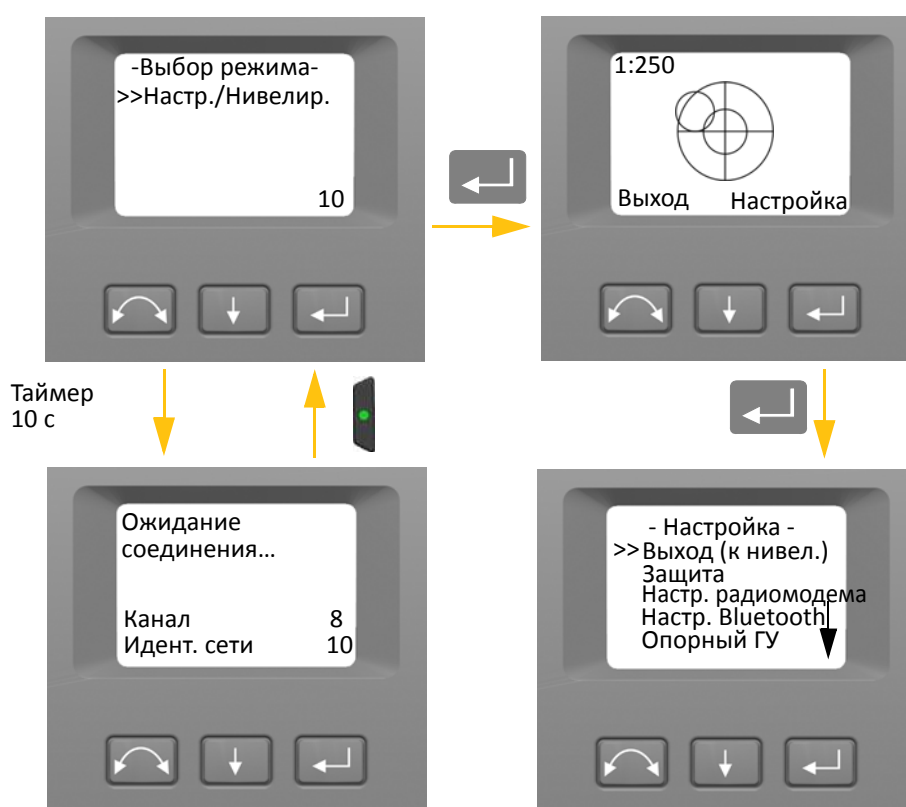 -Выбор режима-
>>Настр./Нивелир.
10
1:250
Выход Настройка
Таймер
10 с
Ожидание
соединения...
Канал 8
Идент. сети 10
- Настройка -
>>Выход (к нивел.)
Защита
Настр. радиомодема
Настр. Bluetooth
Опорный ГУ